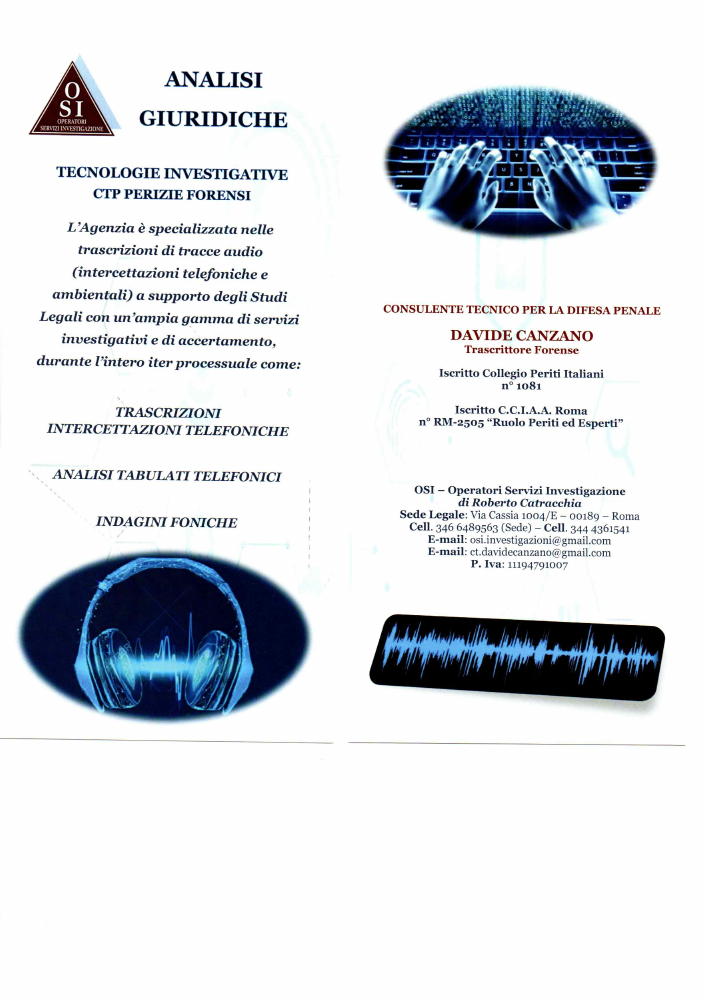 O
SI
OPERATORI
SERVIZI INVESTIGAZIONE
ANALISI
GIURIDICHE
TECNOLOGIE INVESTIGATIVE
CTP PERIZIE FORENSI
L'Agenzia è specializzata nelle
trascrizioni di tracce audio
(intercettazioni telefoniche e
ambientali) a supporto degli Studi
Legali con un'ampia gamma di servizi
investigativi e di accertamento,
durante l'intero iter processuale come:
TRASCRIZIONI
INTERCETTAZIONI TELEFONICHE
ANALISI TABULATI TELEFONICI
INDAGINI FONICHE
CONSULENTE TECNICO PER LA DIFESA PENALE
DAVIDE CANZANO
Trascrittore Forense
Iscritto Collegio Periti Italiani
n° 1081
Iscritto C.C.I.A.A. Roma
n° RM-2505 “Ruolo Periti ed Esperti”
OSI – Operatori Servizi Investigazione
di Roberto Catracchia
Sede Legale: Via Cassia 1004/E – 00189 – Roma
Cell. 346 6489563 (Sede) – Cell. 344 4361541
E-mail: osi.investigazioni@gmail.com
E-mail: ct.davidecanzano@gmail.com
P. Iva: 11194791007